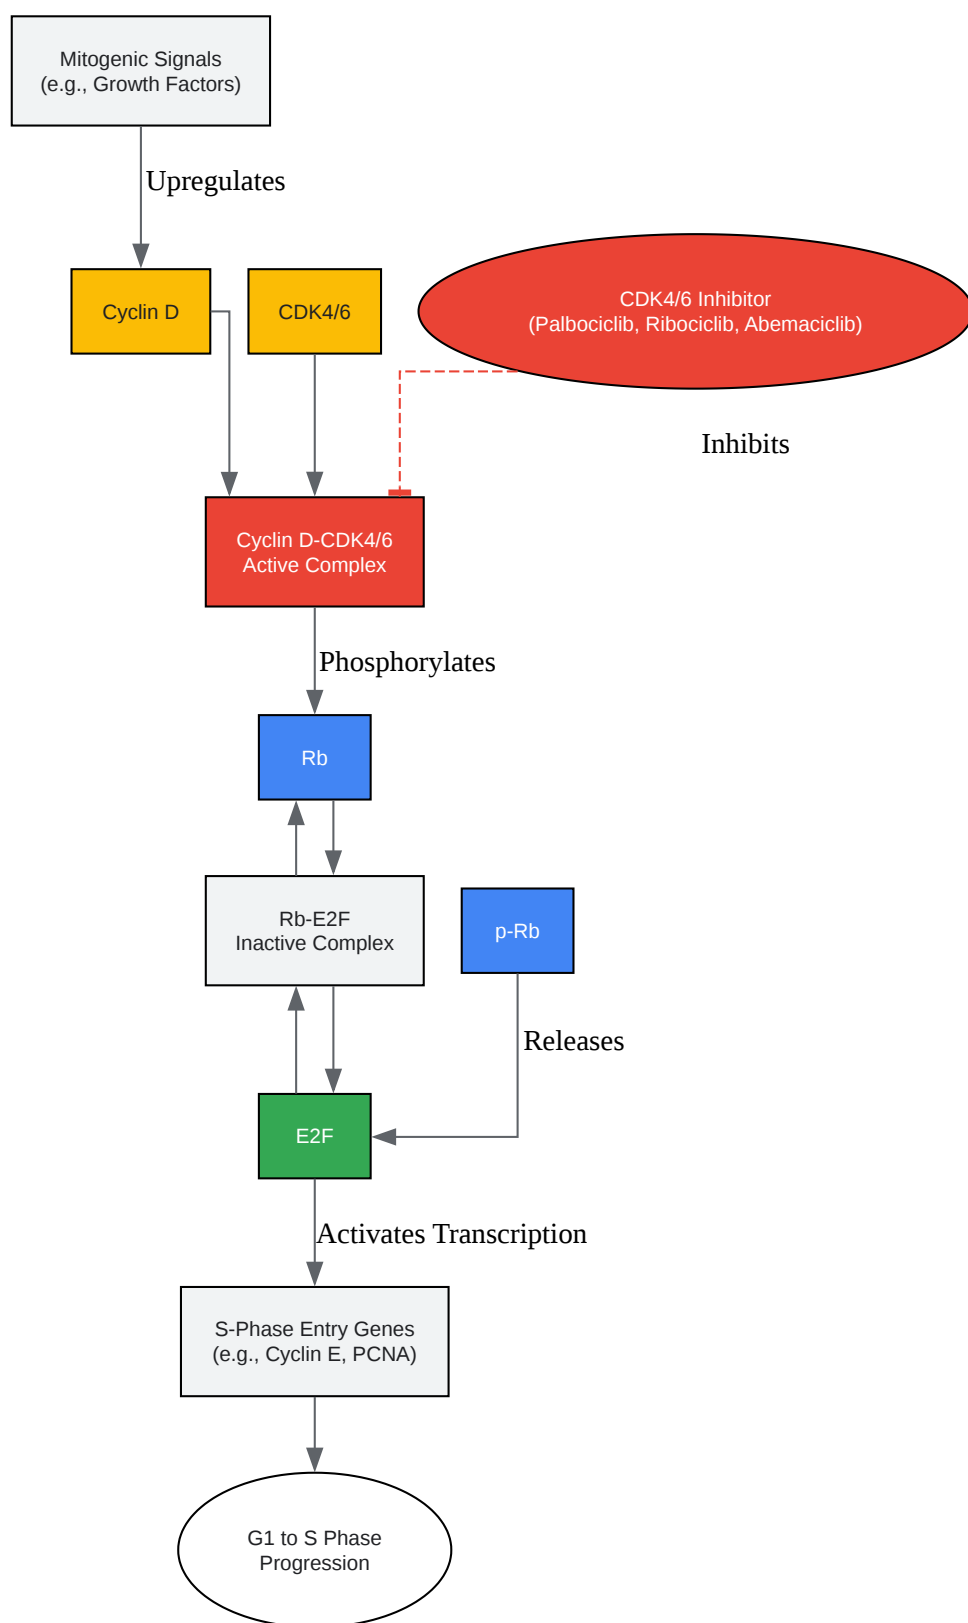 Mitogenic Signals
(e.g., Growth Factors)
Upregulates
Cyclin D
CDK4/6
CDK4/6 Inhibitor
(Palbociclib, Ribociclib, Abemaciclib)
Inhibits
Cyclin D-CDK4/6
Active Complex
Phosphorylates
Rb
Rb-E2F
Inactive Complex
p-Rb
Releases
E2F
Activates Transcription
S-Phase Entry Genes
(e.g., Cyclin E, PCNA)
G1 to S Phase
Progression